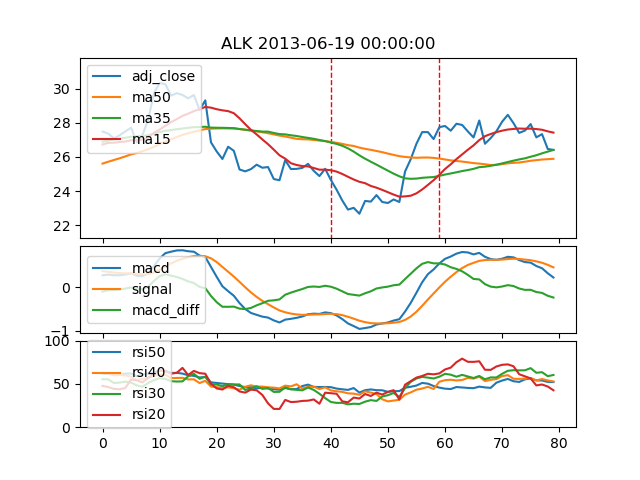 ALK 2013-06-19 00:00:00
adj_close
ma50
ma35
ma15
30
28
26
24
22
macd
signal
macd_diff
0
−1
rsi50
rsi40
rsi30
rsi20
100
50
0
0 10 20 30 40 50 60 70 80